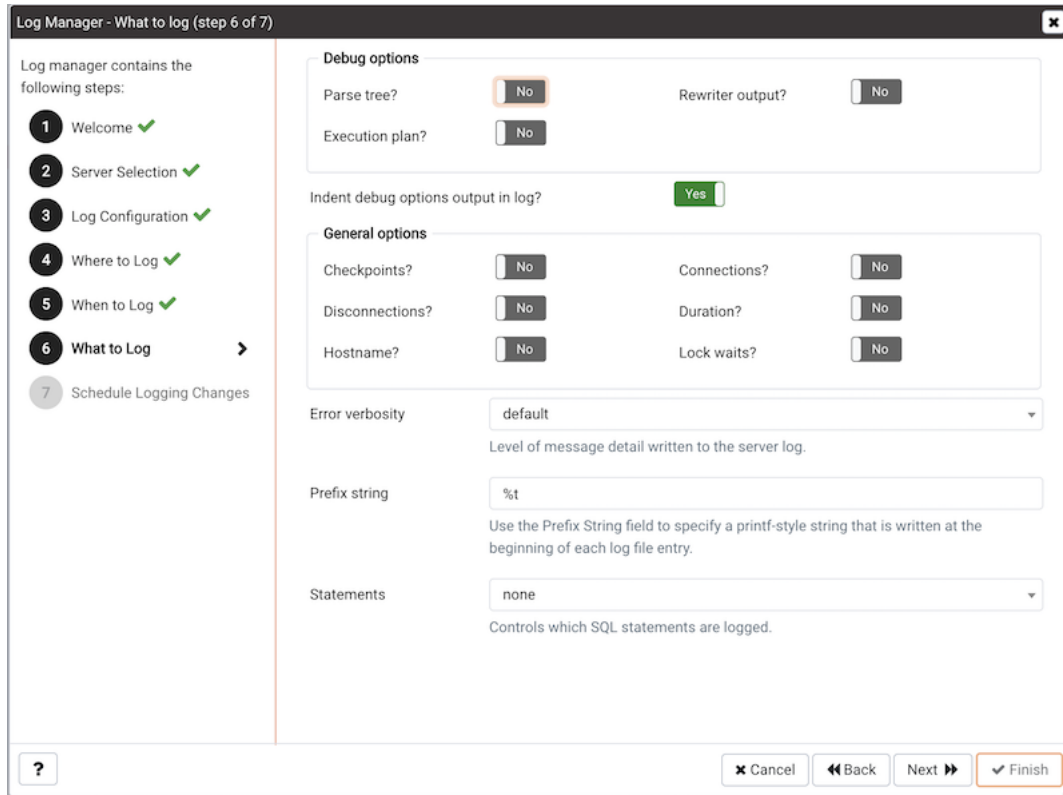 Log Manager - What to log (step 6 of 7)
Log manager contains the
following steps:
1 Welcome
2 Server Selection
3 Log Configuration
4 Where to Log
5 When to Log
6 What to Log
7 Schedule Logging Changes
Debug options
Parse tree? No Rewriter output? No
Execution plan? No
Indent debug options output in log? Yes
General options
Checkpoints? No Connections? No
Disconnections? No Duration? No
Hostname? No Lock waits? No
Error verbosity default
Level of message detail written to the server log.
Prefix string %t
Use the Prefix String field to specify a printf-style string that is written at the
beginning of each log file entry.
Statements none
Controls which SQL statements are logged.
? Cancel Back Next Finish